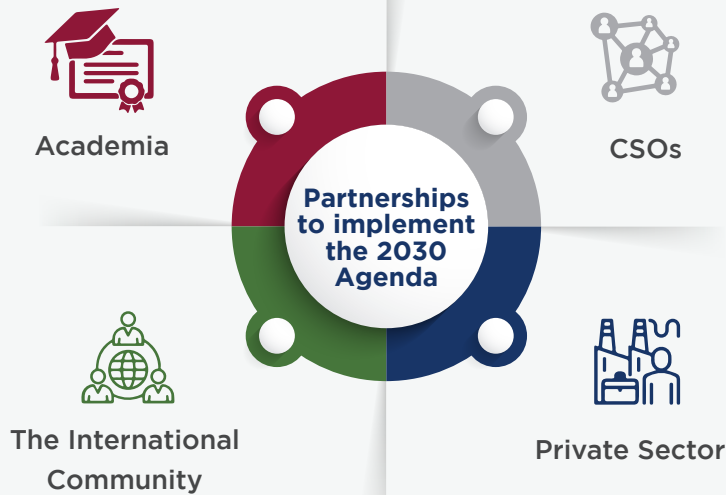 Academia
CSOs
Partnerships
to implement
the 2030
Agenda
The International
Community
Private Sector